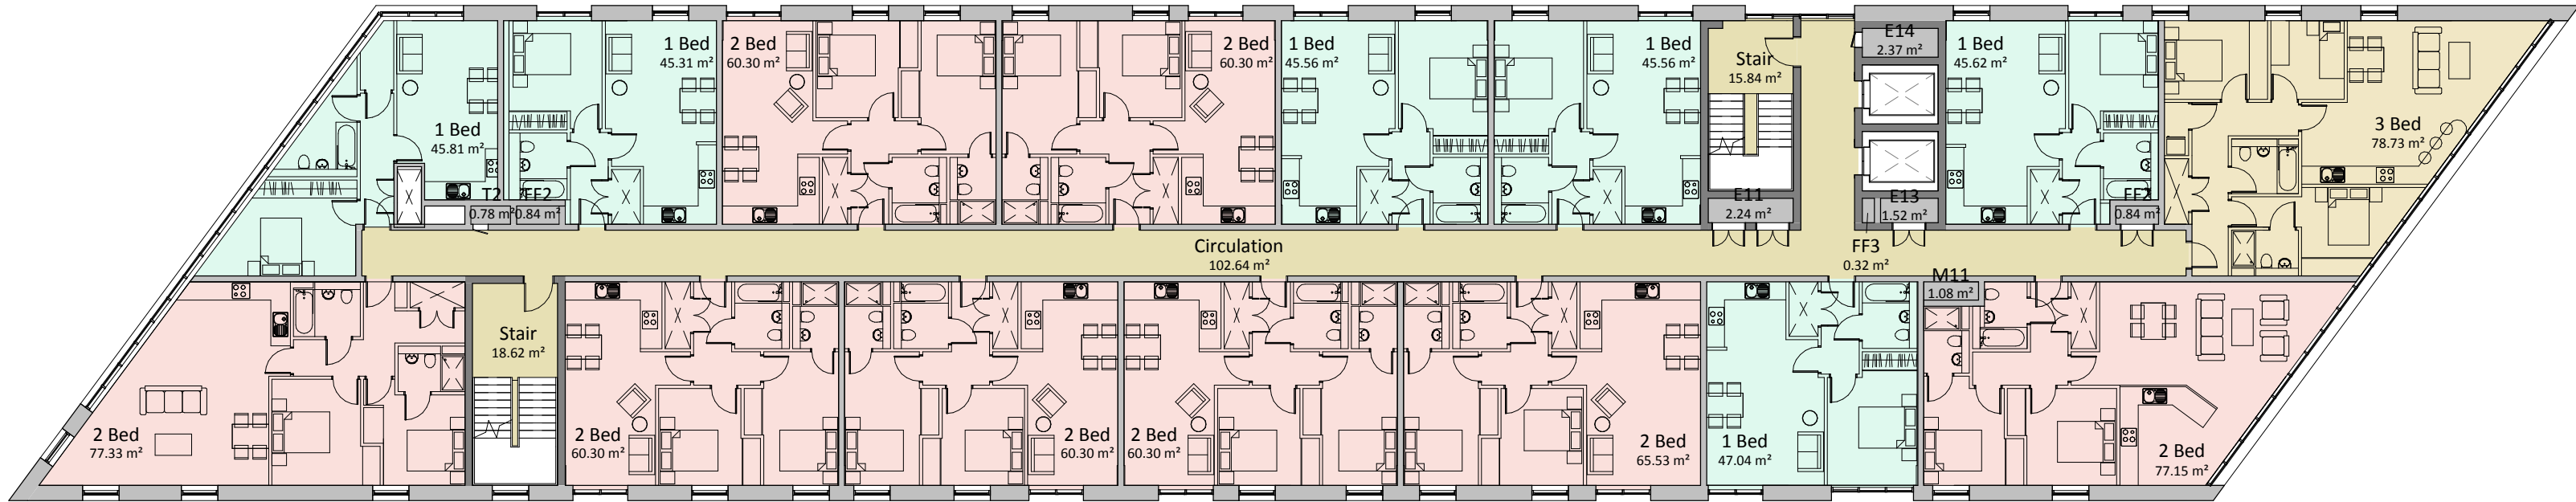 1 Bed
45.81 m²
1 Bed
45.31 m²
2 Bed
60.30 m²
2 Bed
60.30 m²
1 Bed
45.56 m²
1 Bed
45.56 m²
Stair
15.84 m²
E14
2.37 m²
1 Bed
45.62 m²
3 Bed
78.73 m²
T2
0.78 m²
FF2
0.84 m²
E11
2.24 m²
E13
1.52 m²
FF2
0.84 m²
Circulation
102.64 m²
FF3
0.32 m²
M11
1.08 m²
2 Bed
77.33 m²
Stair
18.62 m²
2 Bed
60.30 m²
2 Bed
60.30 m²
2 Bed
60.30 m²
2 Bed
65.53 m²
1 Bed
47.04 m²
2 Bed
77.15 m²